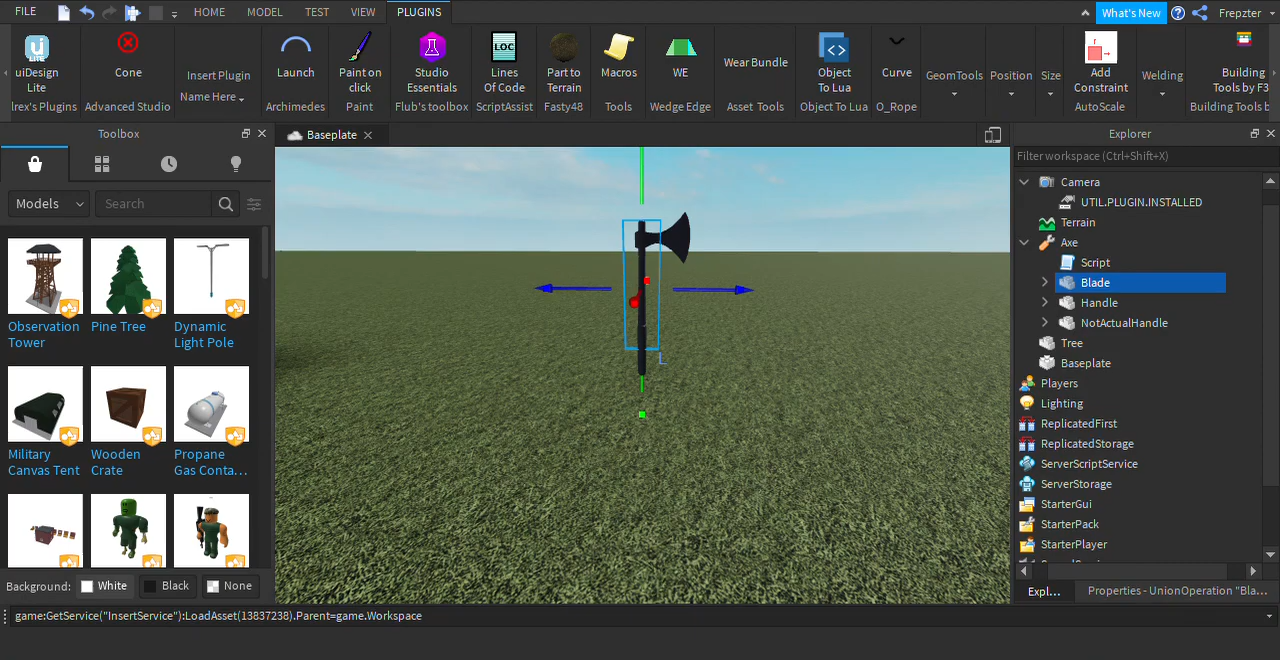 FILE
HOME
MODEL
TEST
VIEW
PLUGINS
What's New
Frepzter
uiDesign
Lite
lrex's Plugins
Cone
Advanced Studio
Insert Plugin
Name Here
Launch
Archimedes
Paint on
click
Paint
Studio
Essentials
Flub's toolbox
LOC
Lines
Of Code
ScriptAssist
Part to
Terrain
Fasty48
Macros
Tools
WE
Wedge Edge
Wear Bundle
Asset Tools
Object
To Lua
Object To Lua
Curve
O_Rope
GeomTools
Position
Size
Add
Constraint
AutoScale
Welding
Building
Tools by F3
Building Tools b
Toolbox
Models
Search
Observation
Tower
Pine Tree
Dynamic
Light Pole
Military
Canvas Tent
Wooden
Crate
Propane
Gas Conta...
Background:
White
Black
None
Baseplate
L
Explorer
Filter workspace (Ctrl+Shift+X)
Camera
UTIL.PLUGIN.INSTALLED
Terrain
Axe
Script
Blade
Handle
NotActualHandle
Tree
Baseplate
Players
Lighting
ReplicatedFirst
ReplicatedStorage
ServerScriptService
ServerStorage
StarterGui
StarterPack
StarterPlayer
Expl...
Properties - UnionOperation "Bla...
game:GetService("InsertService"):LoadAsset(13837238).Parent=game.Workspace